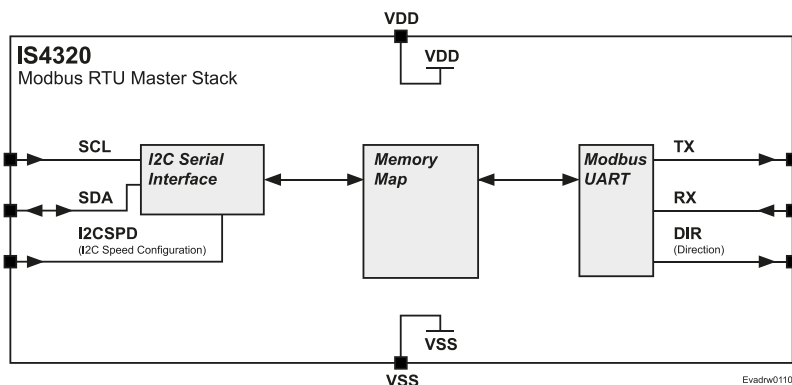 VDD
IS4320
Modbus RTU Master Stack
VDD
SCL
I2C Serial
Interface
Memory
Map
Modbus
UART
TX
SDA
RX
I2CSPD
(I2C Speed Configuration)
DIR
(Direction)
VSS
VSS
Evadrw0110